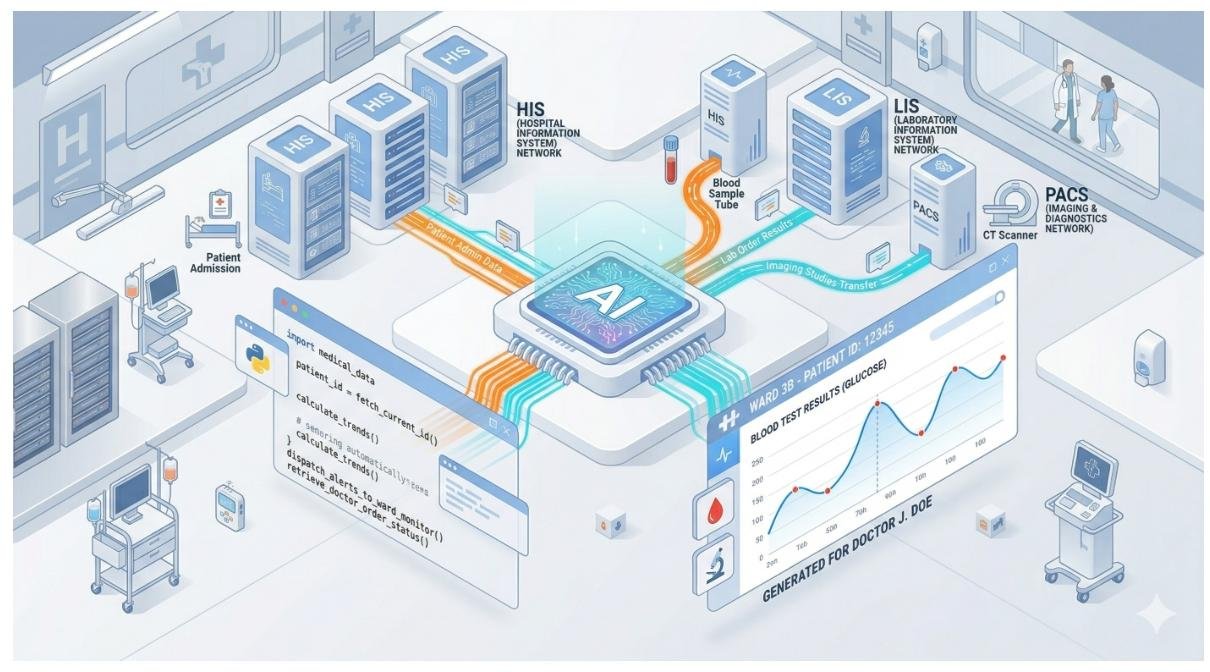 HIS
HIS
HIS
HIS
(HOSPITAL
INFORMATION
SYSTEM)
NETWORK
H
Patient
Admission
Patient Admin Data
HIS
Blood
Sample
Tube
LIS
LIS
(LABORATORY
INFORMATION
SYSTEM)
NETWORK
PACS
CT Scanner
PACS
(IMAGING &
DIAGNOSTICS
NETWORK)
Lab Order Results
Imaging Studies Transfer
AI
import medical_data
patient_id = fetch_current_id()
calculate_trends()
# semoring automatically
}
calculate_trends()
dispatch_alerts_to_ward_monitor()
retrieve_doctor_order_status()
WARD 3B - PATIENT ID: 12345
BLOOD TEST RESULTS (GLUCOSE)
250
200
150
100
50
0
GENERATED FOR DOCTOR J. DOE